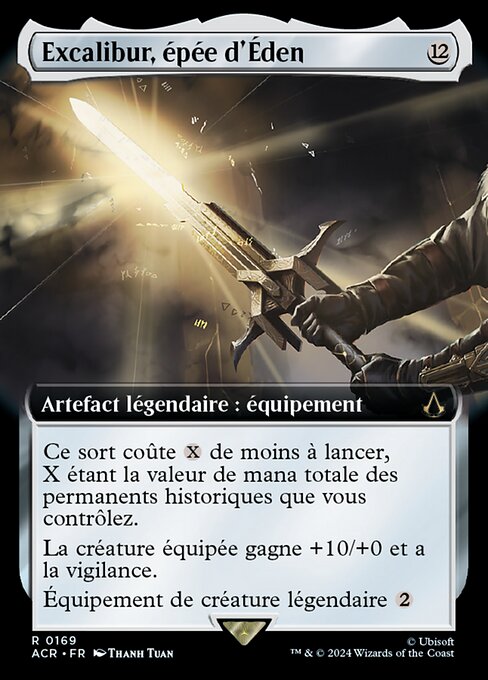 Excalibur, épée d'Éden
12
Artefact légendaire : équipement
Ce sort coûte X de moins à lancer,
X étant la valeur de mana totale des
permanents historiques que vous
contrôlez.
La créature équipée gagne +10/+0 et a
la vigilance.
Équipement de créature légendaire 2
R 0169
ACR • FR Thanh Tuan
© Ubisoft
™ & © 2024 Wizards of the Coast